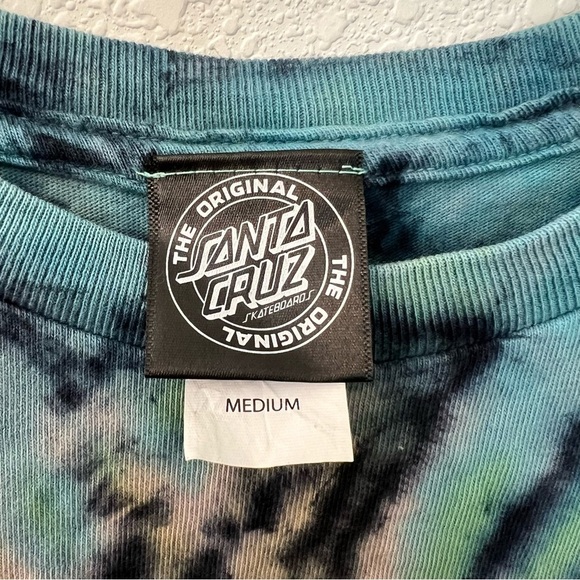 THE ORIGINAL
SANTA
CRUZ
SKATEBOARDS
THE ORIGINAL
MEDIUM